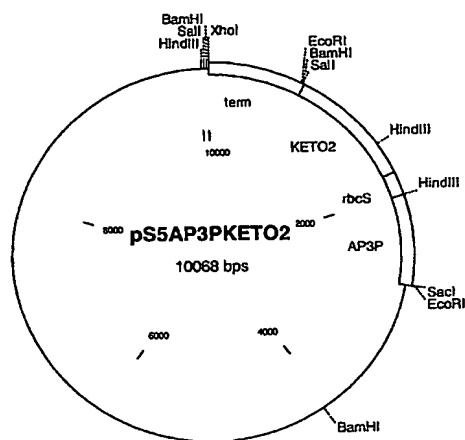 BamHI
SalI XhoI
HindIII
EcoRI
BamHI
SalI
term
HindIII
KETO2
10000
HindIII
rbcS
8000
pS5AP3PKETO2
2000
AP3P
10068 bps
SacI
EcoRI
6000
4000
BamHI